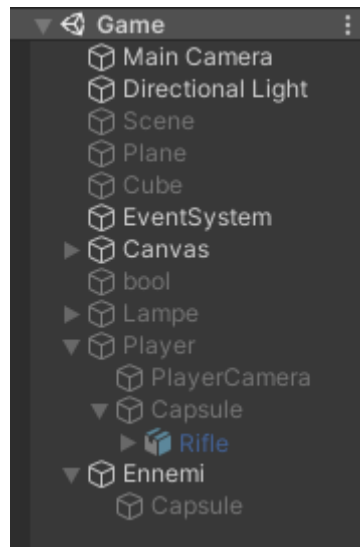 Game
Main Camera
Directional Light
Scene
Plane
Cube
EventSystem
Canvas
bool
Lampe
Player
PlayerCamera
Capsule
Rifle
Ennemi
Capsule